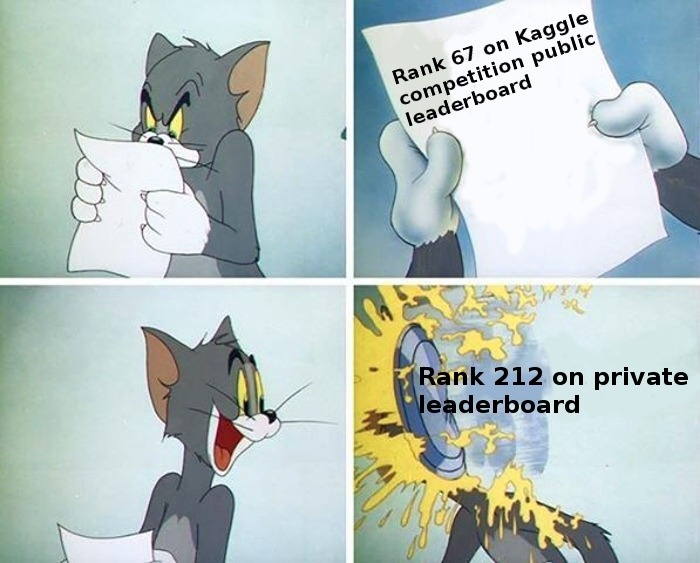 Rank 67 on Kaggle
competition public
leaderboard
Rank 212 on private
leaderboard